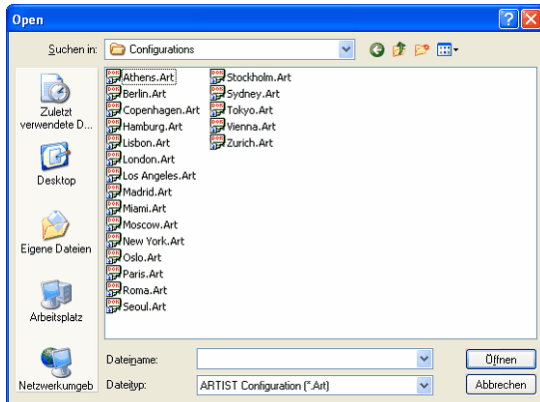 Open
Suchen in:
Configurations
Zuletzt
verwendete D...
Desktop
Eigene Dateien
Arbeitsplatz
Netzwerkumgeb
Athens.Art
Berlin.Art
Copenhagen.Art
Hamburg.Art
Lisbon.Art
London.Art
Los Angeles.Art
Madrid.Art
Miami.Art
Moscow.Art
New York.Art
Oslo.Art
Paris.Art
Roma.Art
Seoul.Art
Stockholm.Art
Sydney.Art
Tokyo.Art
Vienna.Art
Zurich.Art
Dateiname:
Öffnen
Dateityp:
ARTIST Configuration (*.Art)
Abbrechen